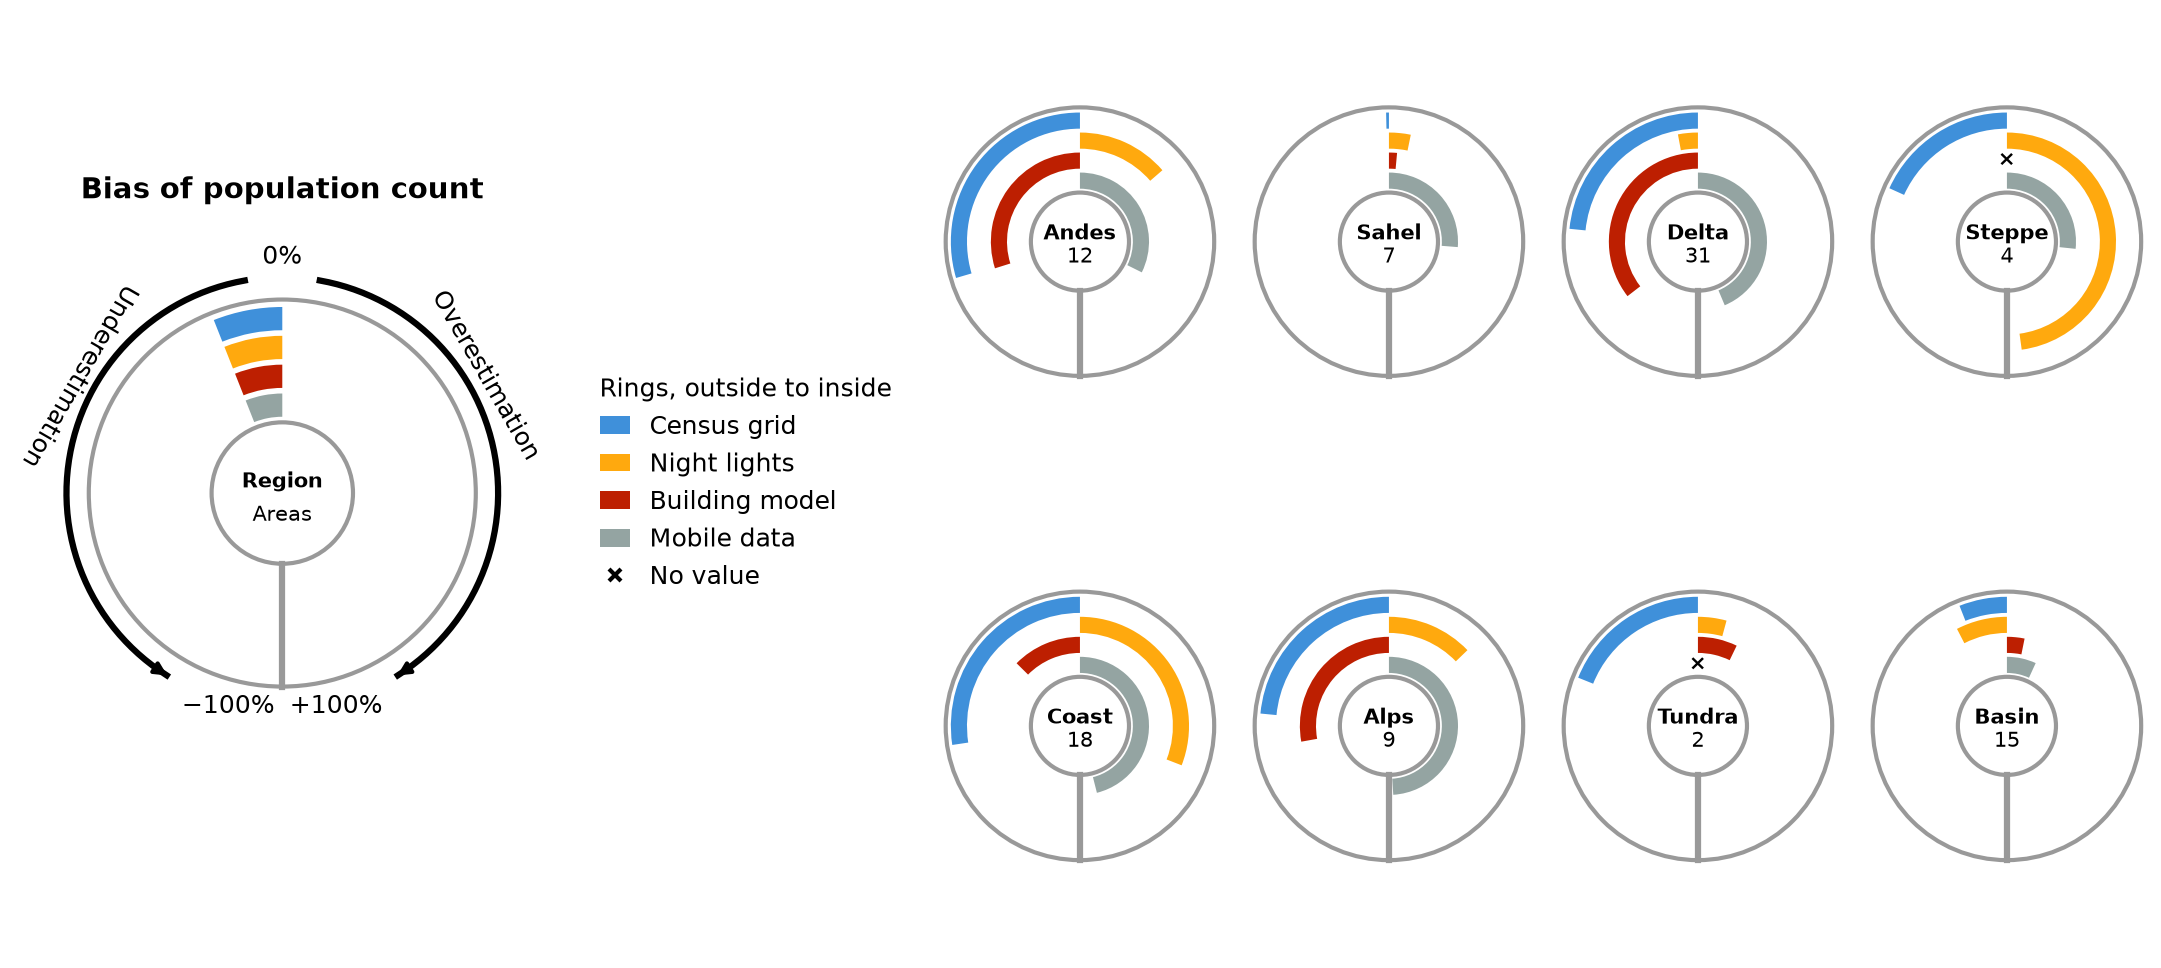 Bias of population count
0%
Underestimation
Overestimation
Region
Areas
−100% +100%
Rings, outside to inside
Census grid
Night lights
Building model
Mobile data
No value
Andes
12
Sahel
7
Delta
31
Steppe
4
Coast
18
Alps
9
Tundra
2
Basin
15